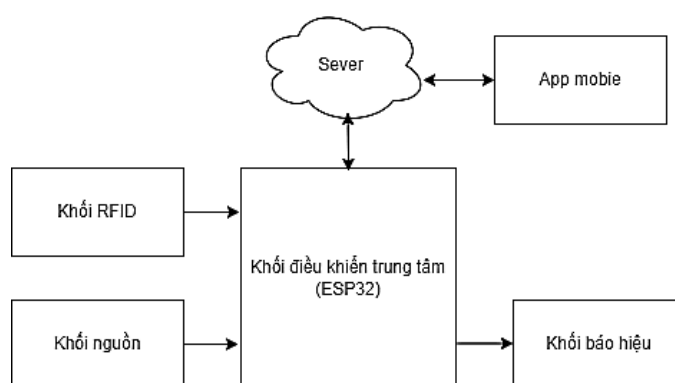 Sever
App mobie
Khối RFID
Khối điều khiển trung tâm
(ESP32)
Khối nguồn
Khối báo hiệu